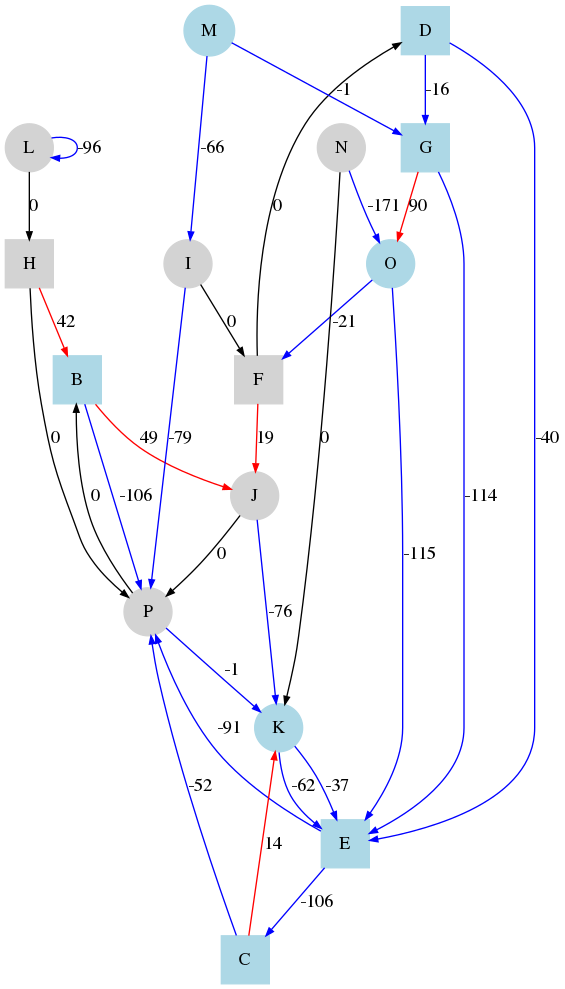 M D
-1 -16
L -96 -66 N G
0 0 -171 90
H I O
42 0 -21
B F
0 49 -79 19 0 -40
0 -106 J -114
0 -115
P -76
-1
-91 K
-52 -62 -37
14 E
-106
C